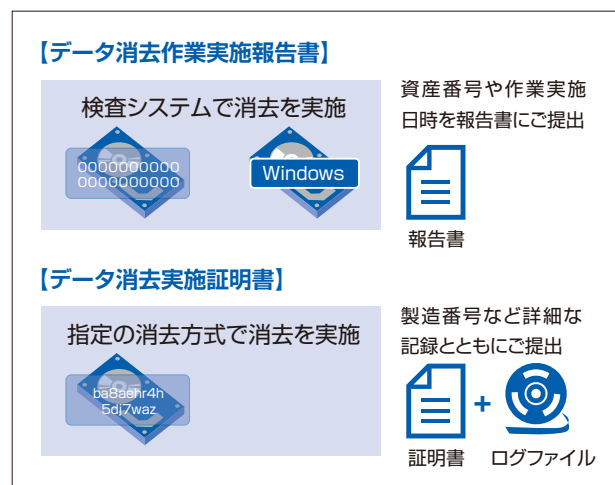 【データ消去作業実施報告書】
検査システムで消去を実施
0000000000
0000000000
Windows
資産番号や作業実施
日時を報告書にご提出
報告書
【データ消去実施証明書】
指定の消去方式で消去を実施
ba8aehr4h
5dj7waz
製造番号など詳細な
記録とともにご提出
+
証明書 ログファイル